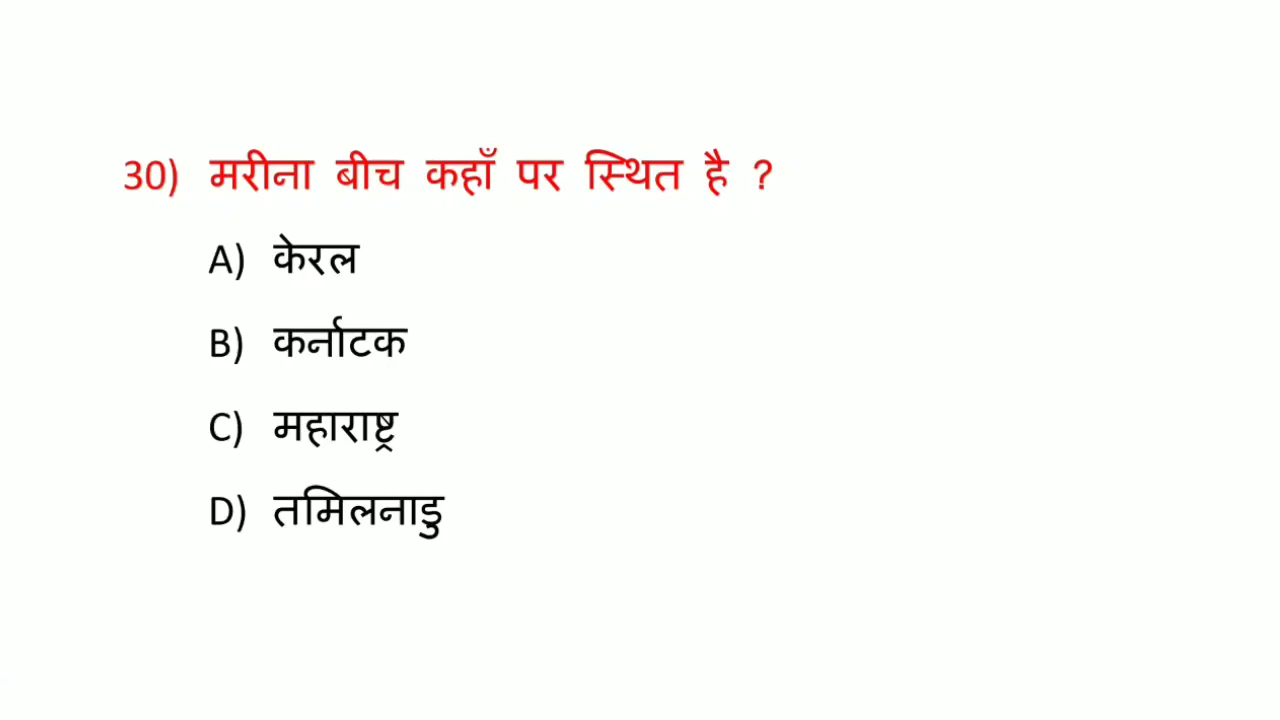 30) मरीना बीच कहाँ पर स्थित है ?
A) केरल
B) कर्नाटक
C) महाराष्ट्र
D) तमिलनाडु